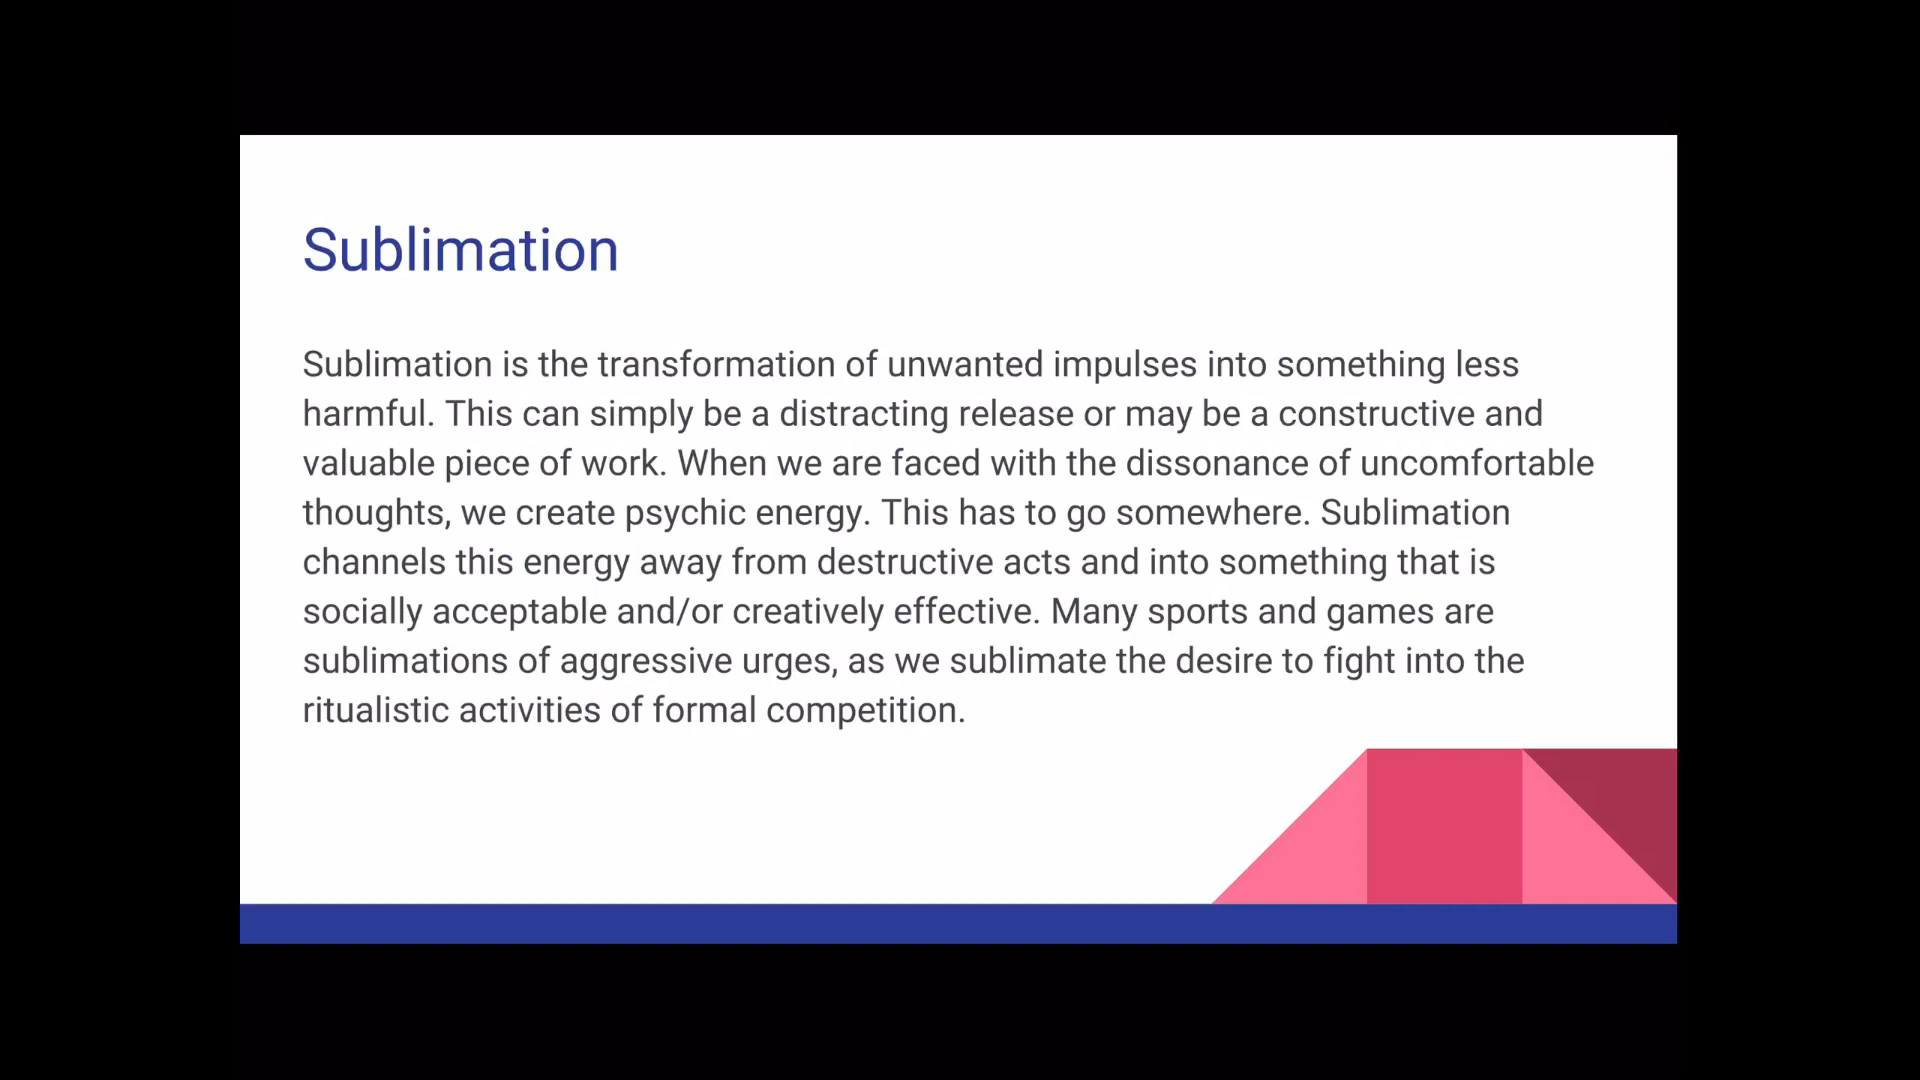 Sublimation
Sublimation is the transformation of unwanted impulses into something less
harmful. This can simply be a distracting release or may be a constructive and
valuable piece of work. When we are faced with the dissonance of uncomfortable
thoughts, we create psychic energy. This has to go somewhere. Sublimation
channels this energy away from destructive acts and into something that is
socially acceptable and/or creatively effective. Many sports and games are
sublimations of aggressive urges, as we sublimate the desire to fight into the
ritualistic activities of formal competition.